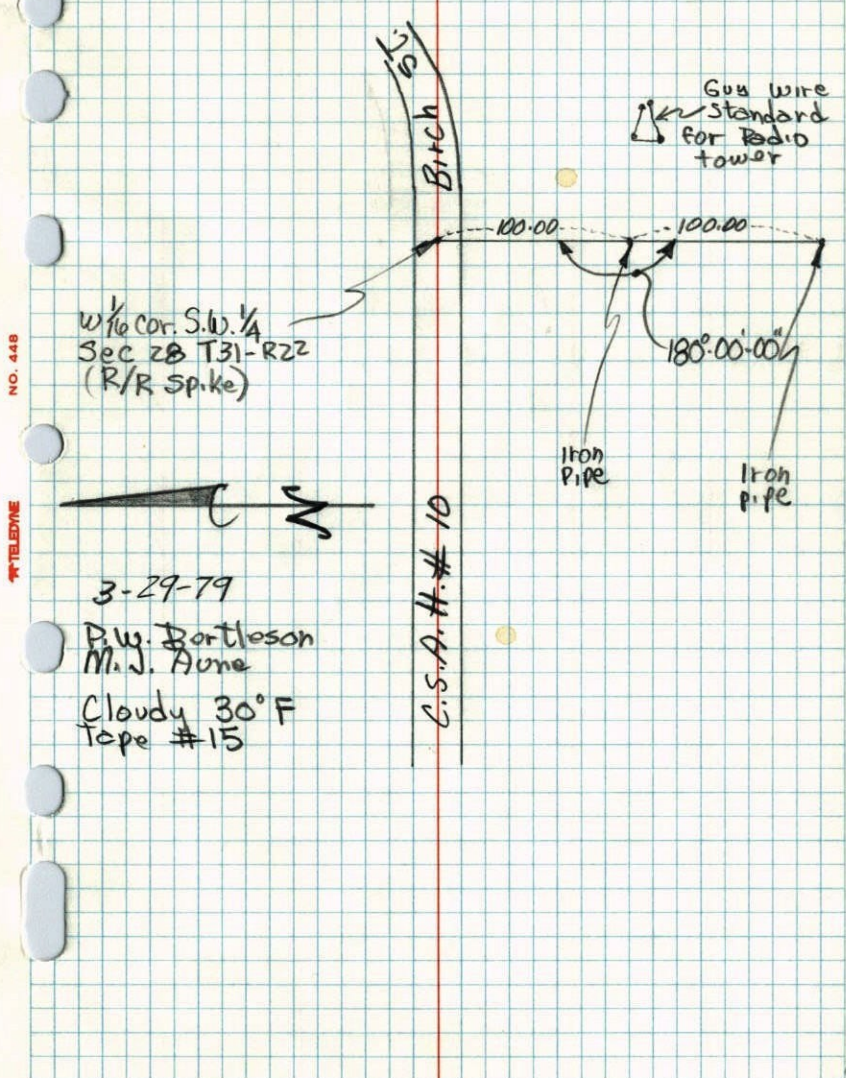 Birch St.
Guy Wire
Standard
for Radio
tower
100.00
100.00
W 1/16 cor. S.W. 1/4
Sec 28 T31-R22
(R/R Spike)
180°-00'-00"
Iron
pipe
Iron
pipe
N
C.S.A.H. # 10
3-29-79
P.W. Bortleson
M.J. Aune
Cloudy 30°F
Tape #15
NO. 448
TELEDYNE